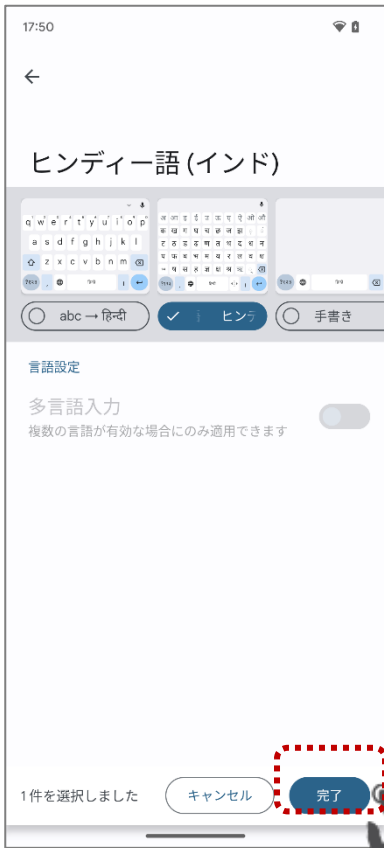 17:50
ヒンディー語 (インド)
q w e r t y u i o p
a s d f g h j k l
z x c v b n m
abc → हिन्दी
ヒン
手書き
言語設定
多言語入力
複数の言語が有効な場合にのみ適用できます
1 件を選択しました
キャンセル
完了